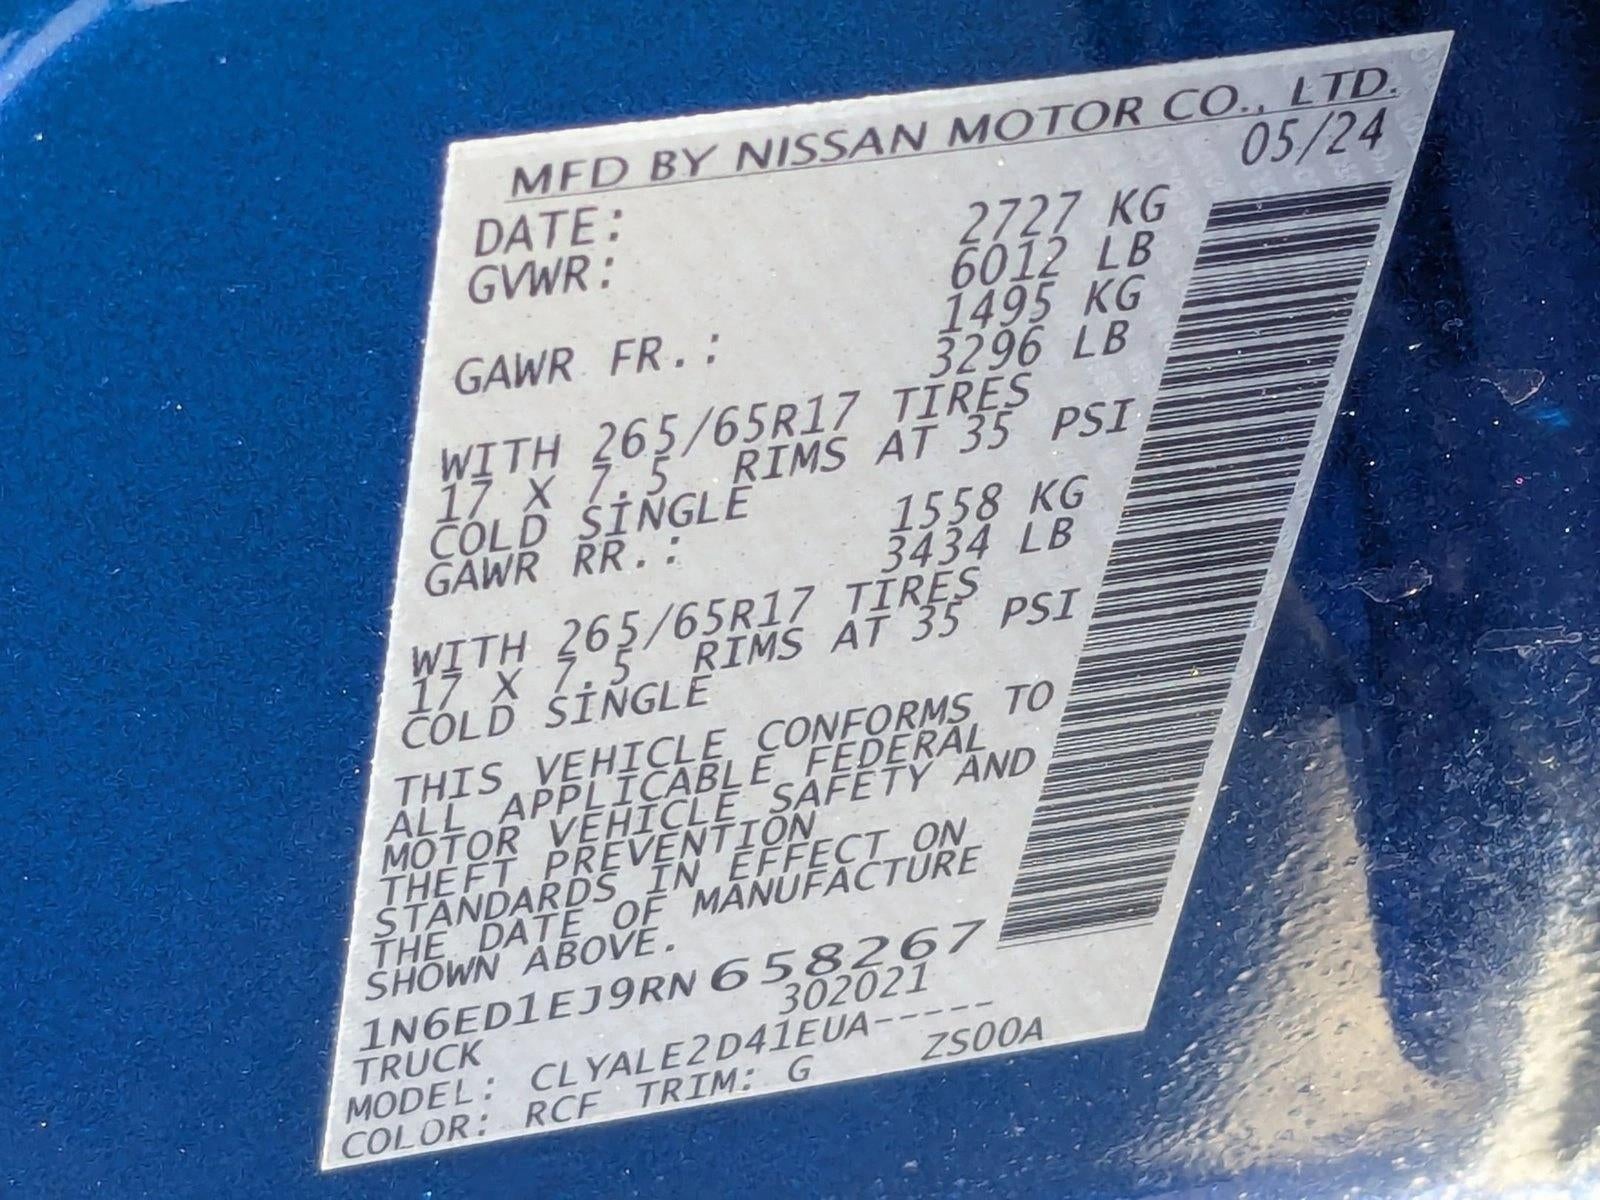 MFD BY NISSAN MOTOR CO., LTD.
DATE: 05/24
GVWR: 2727 KG
6012 LB
GAWR FR.: 1495 KG
3296 LB
WITH 265/65R17 TIRES
17 X 7.5 RIMS AT 35 PSI
COLD SINGLE
GAWR RR.: 1558 KG
3434 LB
WITH 265/65R17 TIRES
17 X 7.5 RIMS AT 35 PSI
COLD SINGLE
THIS VEHICLE CONFORMS TO
ALL APPLICABLE FEDERAL
MOTOR VEHICLE SAFETY AND
THEFT PREVENTION
STANDARDS IN EFFECT ON
THE DATE OF MANUFACTURE
SHOWN ABOVE.
1N6ED1EJ9RN658267
TRUCK 302021
MODEL: CLYALE2D41EUA-----
COLOR: RCF TRIM: G ZS00A